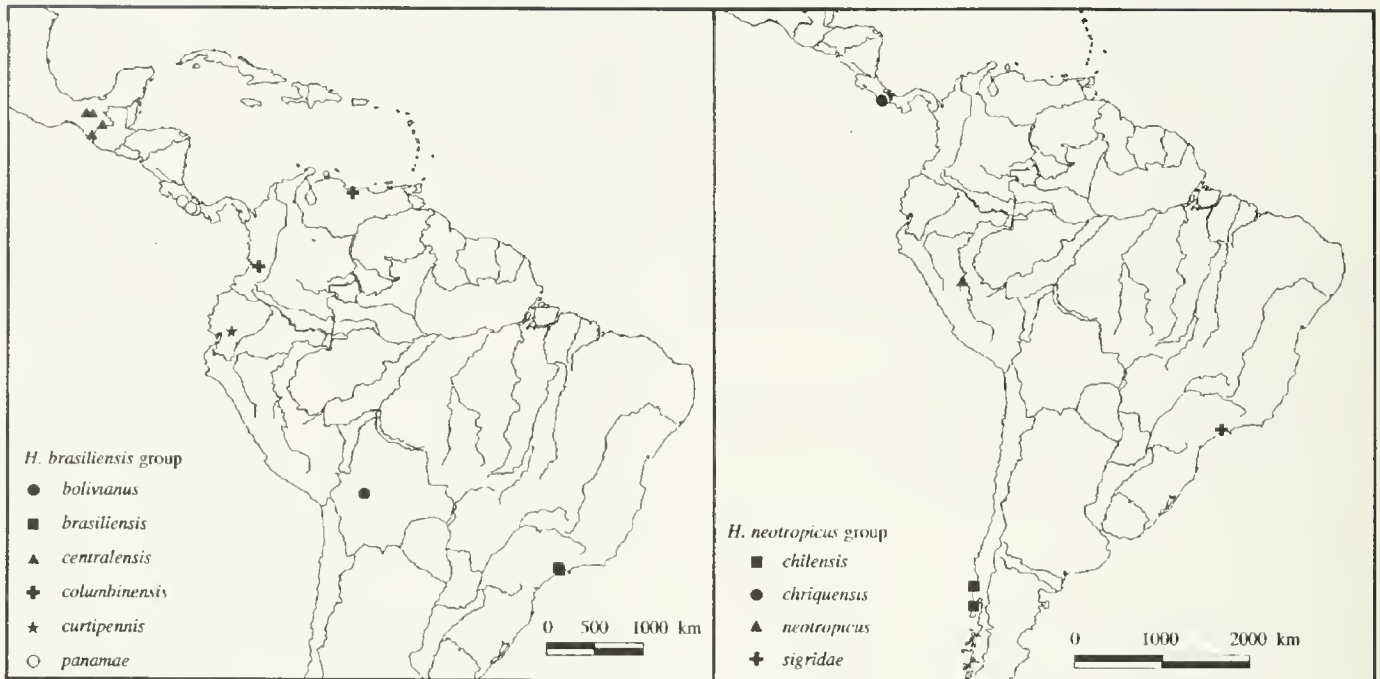 H. brasiliensis group
bolivianus
brasiliensis
centralensis
columbinensis
curtipennis
panamae
0 500 1000 km
H. neotropicus group
chilensis
chriquensis
neotropicus
sigridae
0 1000 2000 km